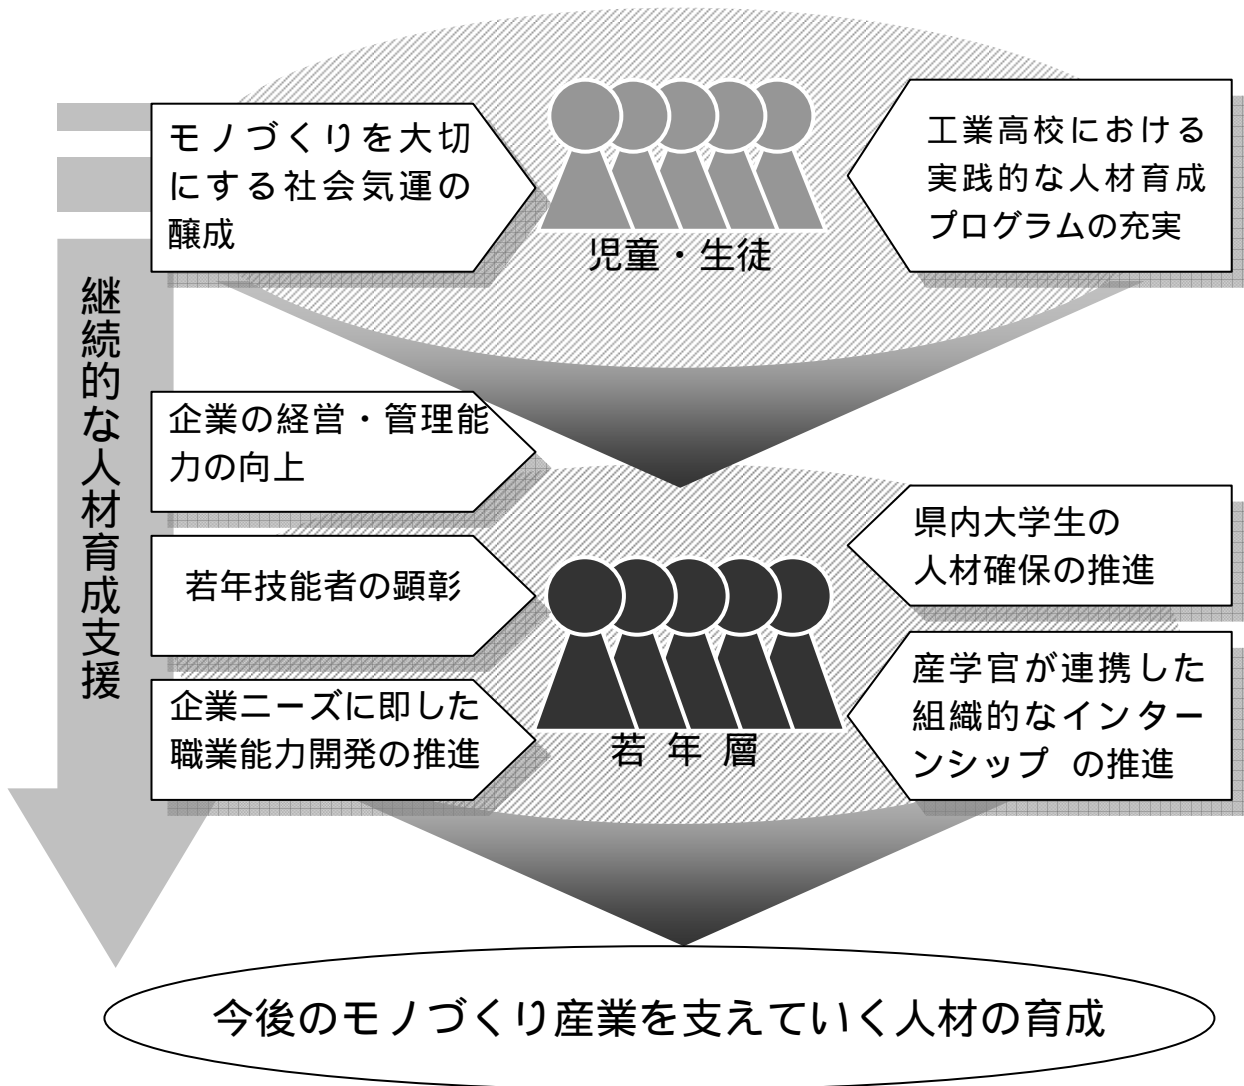 モノづくりを大切
にする社会気運の
醸成
工業高校における
実践的な人材育成
プログラムの充実
児童・生徒
継続的な人材育成支援
企業の経営・管理能
力の向上
若年技能者の顕彰
企業ニーズに即した
職業能力開発の推進
県内大学生の
人材確保の推進
産学官が連携した
組織的なインター
ンシップ の推進
若 年 層
今後のモノづくり産業を支えていく人材の育成